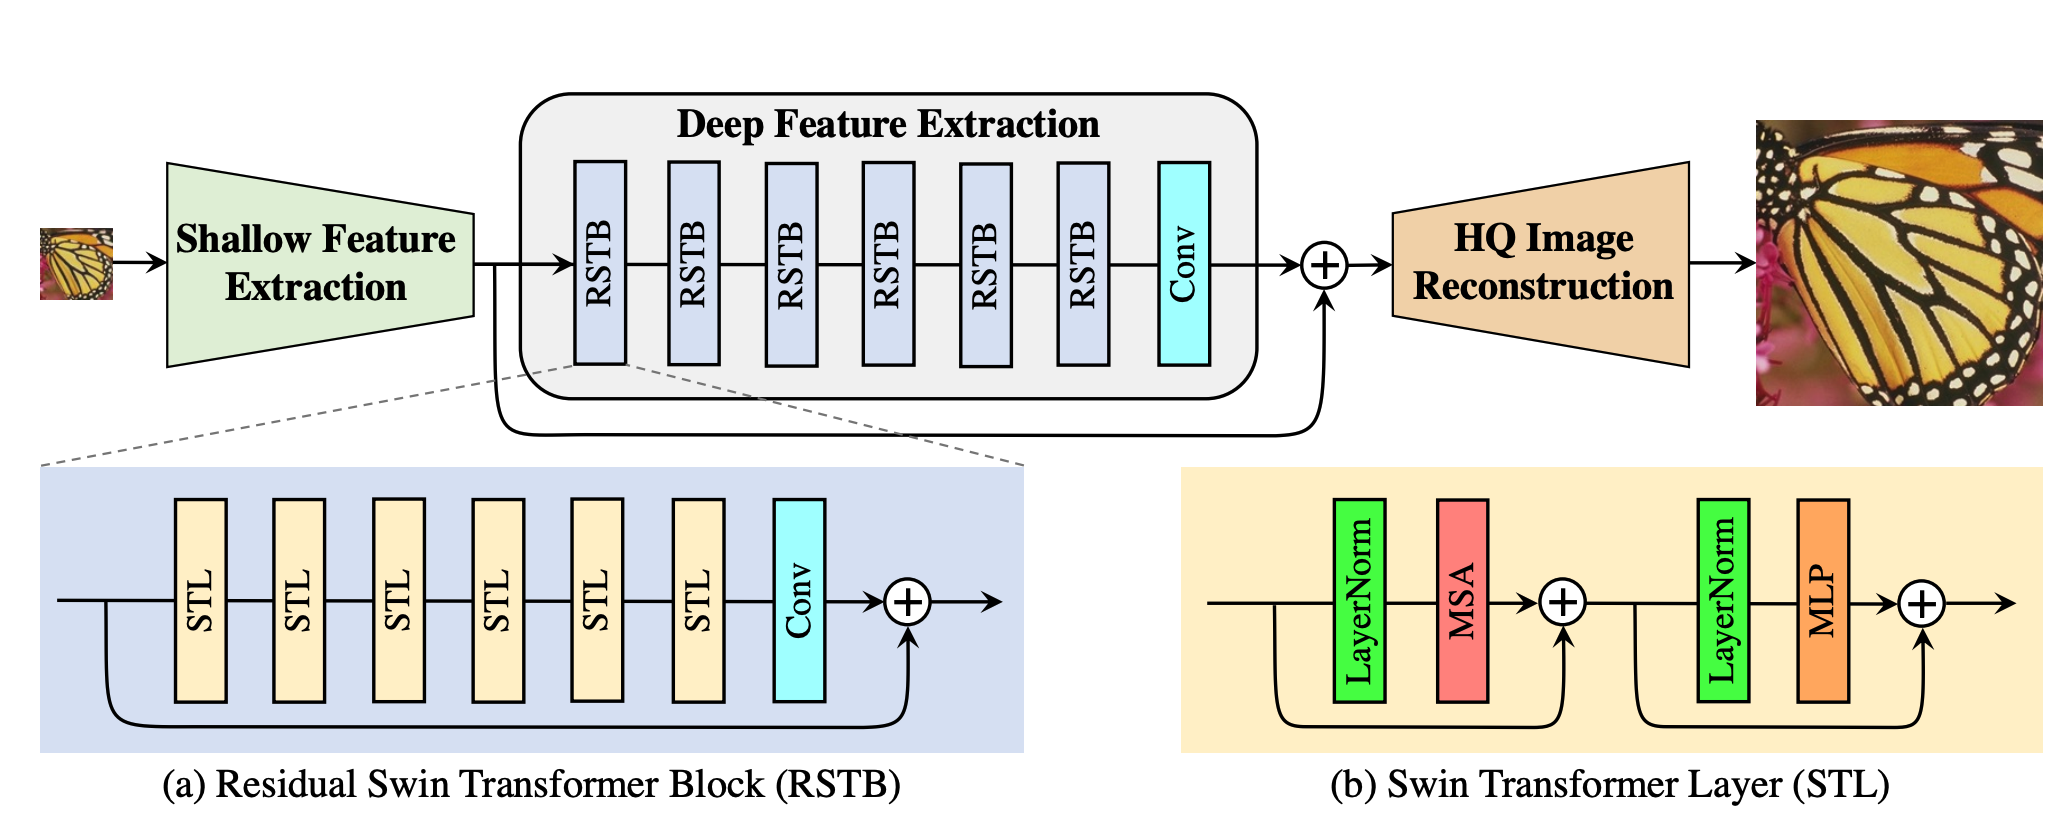 Deep Feature Extraction
Shallow Feature
Extraction
RSTB
RSTB
RSTB
RSTB
RSTB
RSTB
Conv
HQ Image
Reconstruction
STL
STL
STL
STL
STL
STL
Conv
(a) Residual Swin Transformer Block (RSTB)
LayerNorm
MSA
LayerNorm
MLP
(b) Swin Transformer Layer (STL)